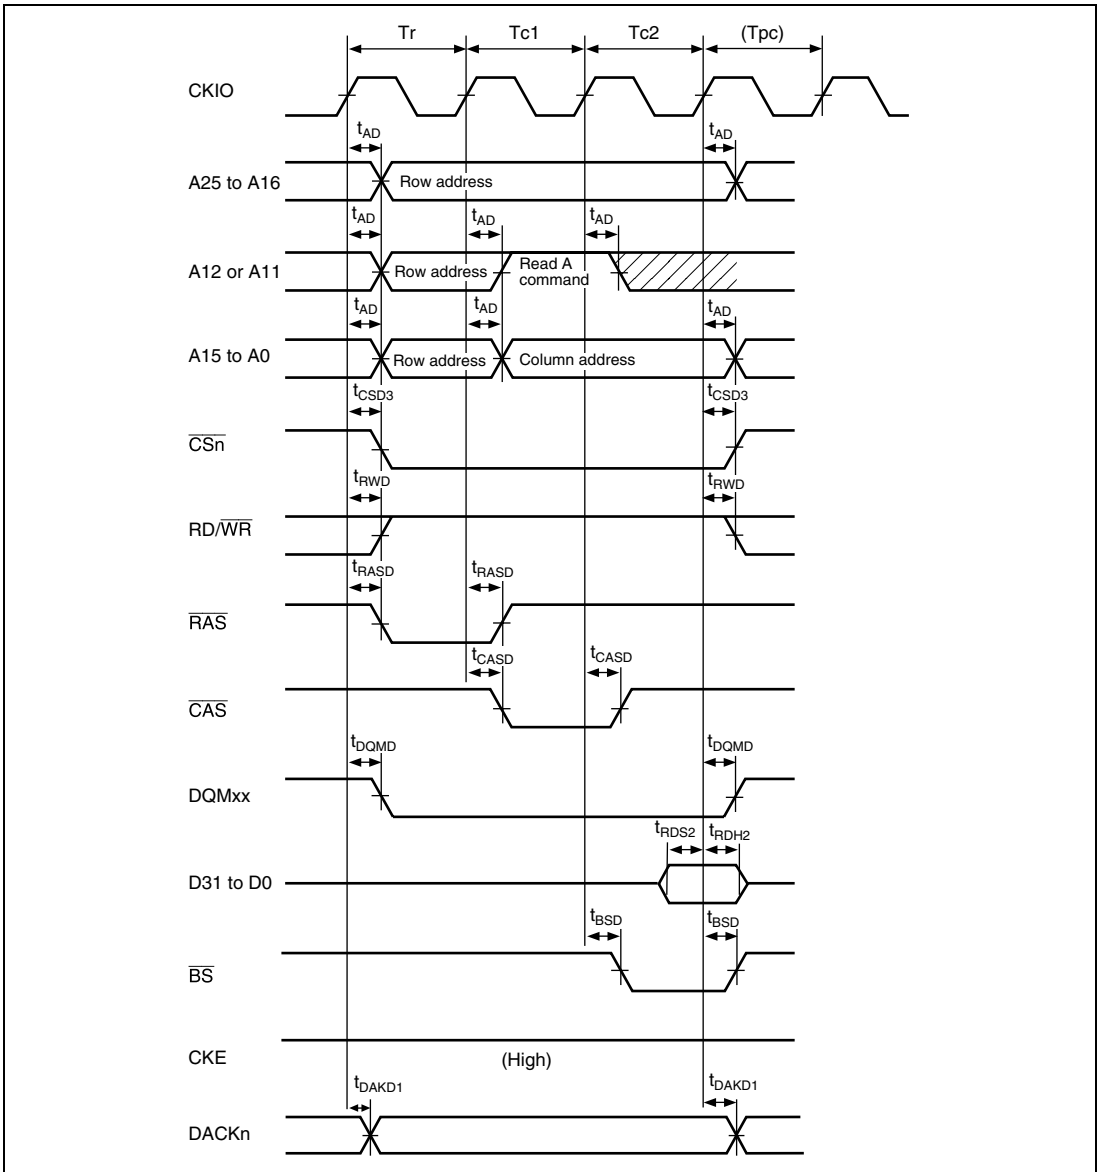 Tr Tc1 Tc2 (Tpc)
CKIO
tAD tAD
A25 to A16 Row address
tAD tAD tAD
A12 or A11 Row address Read A command
tAD tAD tAD
A15 to A0 Row address Column address
tCSD3 tCSD3
CSn
tRWD tRWD
RD/WR
tRASD tRASD
RAS
tCASD tCASD
CAS
tDQMD tDQMD
DQMxx
tRDS2 tRDH2
D31 to D0
tBSD tBSD
BS
CKE (High)
tDAKD1 tDAKD1
DACKn